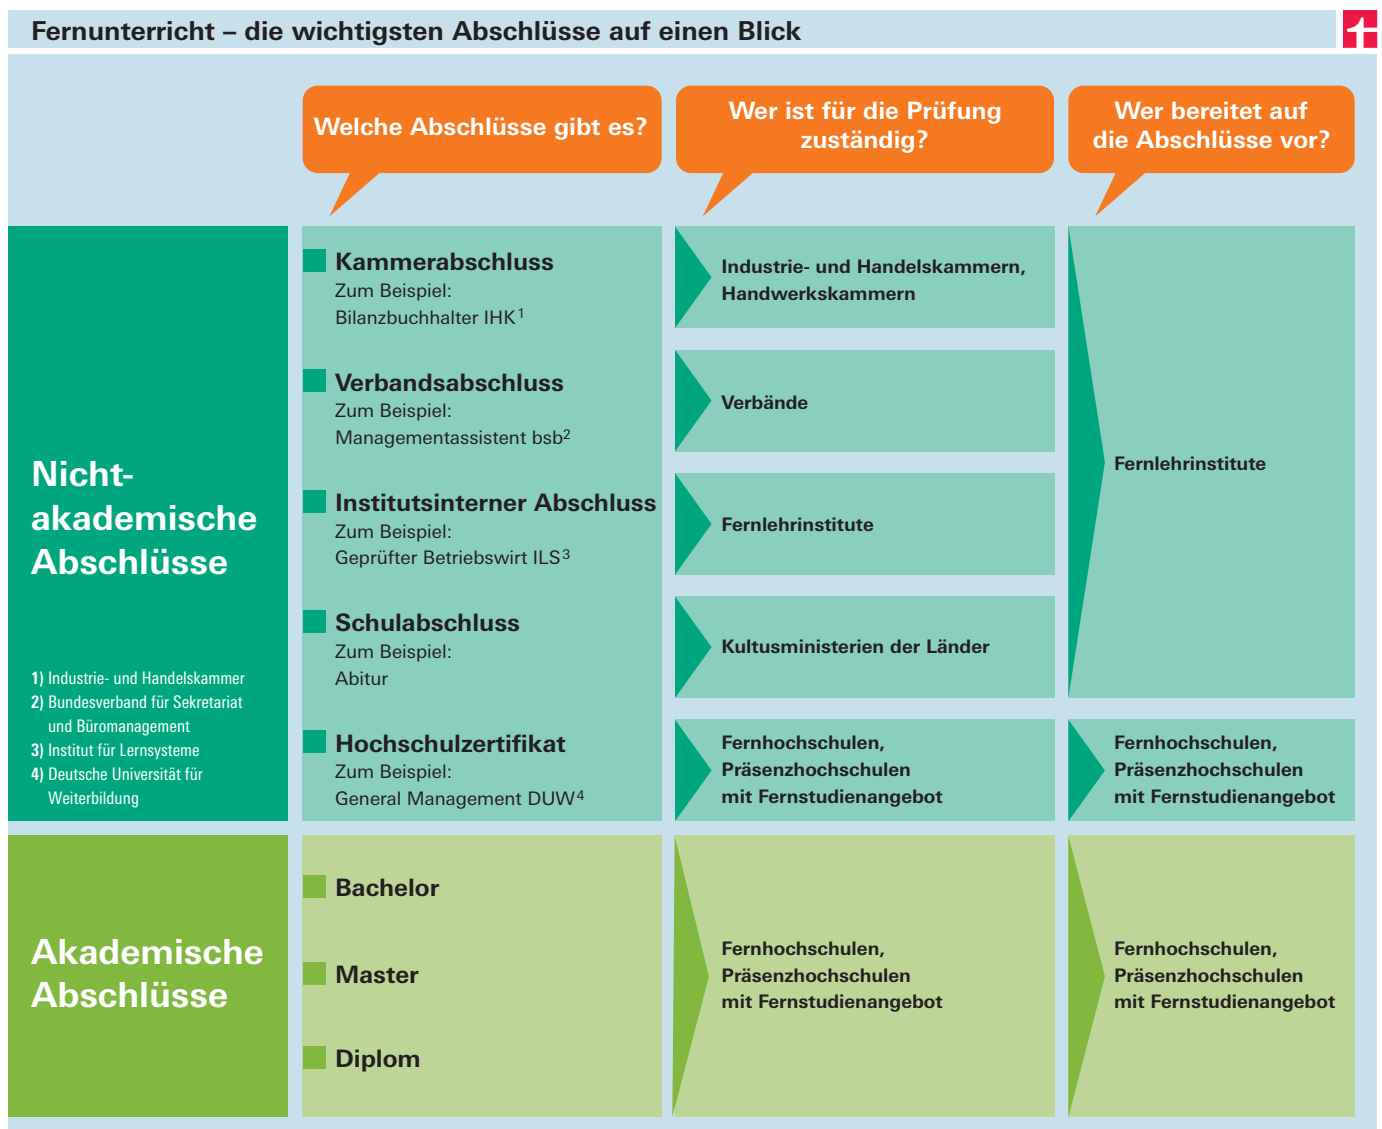 Fernunterricht – die wichtigsten Abschlüsse auf einen Blick
Welche Abschlüsse gibt es?
Wer ist für die Prüfung
zuständig?
Wer bereitet auf
die Abschlüsse vor?
Nicht-
akademische
Abschlüsse
1) Industrie- und Handelskammer
2) Bundesverband für Sekretariat
und Büromanagement
3) Institut für Lernsysteme
4) Deutsche Universität für
Weiterbildung
Kammerabschluss
Zum Beispiel:
Bilanzbuchhalter IHK1
Industrie- und Handelskammern,
Handwerkskammern
Verbandsabschluss
Zum Beispiel:
Managementassistent bsb2
Verbände
Institutsinterner Abschluss
Zum Beispiel:
Geprüfter Betriebswirt ILS3
Fernlehrinstitute
Schulabschluss
Zum Beispiel:
Abitur
Kultusministerien der Länder
Fernlehrinstitute
Hochschulzertifikat
Zum Beispiel:
General Management DUW4
Fernhochschulen,
Präsenzhochschulen
mit Fernstudienangebot
Fernhochschulen,
Präsenzhochschulen
mit Fernstudienangebot
Akademische
Abschlüsse
Bachelor
Master
Diplom
Fernhochschulen,
Präsenzhochschulen
mit Fernstudienangebot
Fernhochschulen,
Präsenzhochschulen
mit Fernstudienangebot